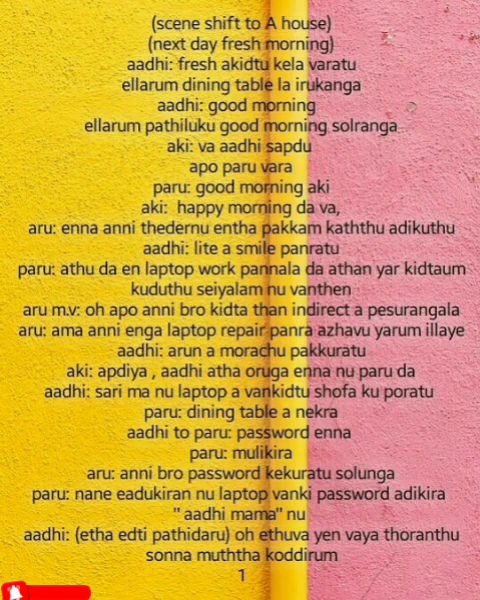 (scene shift to A house)
(next day fresh morning)
aadhi: fresh akidtu kela varatu
ellarum dining table la irukanga
aadhi: good morning
ellarum pathiluku good morning solranga
aki: va aadhi sapdu
apo paru vara
paru: good morning aki
aki:  happy morning da va,
aru: enna anni thedernu entha pakkam kaththu adikuthu
aadhi: lite a smile panratu
paru: athu da en laptop work pannala da athan yar kidtaum
kuduthu seiyalam nu vanthen
aru m.v: oh apo anni bro kidta than indirect a pesurangala
aru: ama anni enga laptop repair panra azhavu yarum illaye
aadhi: arun a morachu pakkuratu
aki: apdiya , aadhi atha oruga enna nu paru da
aadhi: sari ma nu laptop a vankidtu shofa ku poratu
paru: dining table a nekra
aadhi to paru: password enna
paru: mulikira
aru: anni bro password kekuratu solunga
paru: nane eadukiran nu laptop vanki password adikira
" aadhi mama" nu
aadhi: (etha edti pathidaru) oh ethuva yen vaya thoranthu
sonna muththa koddirum
1